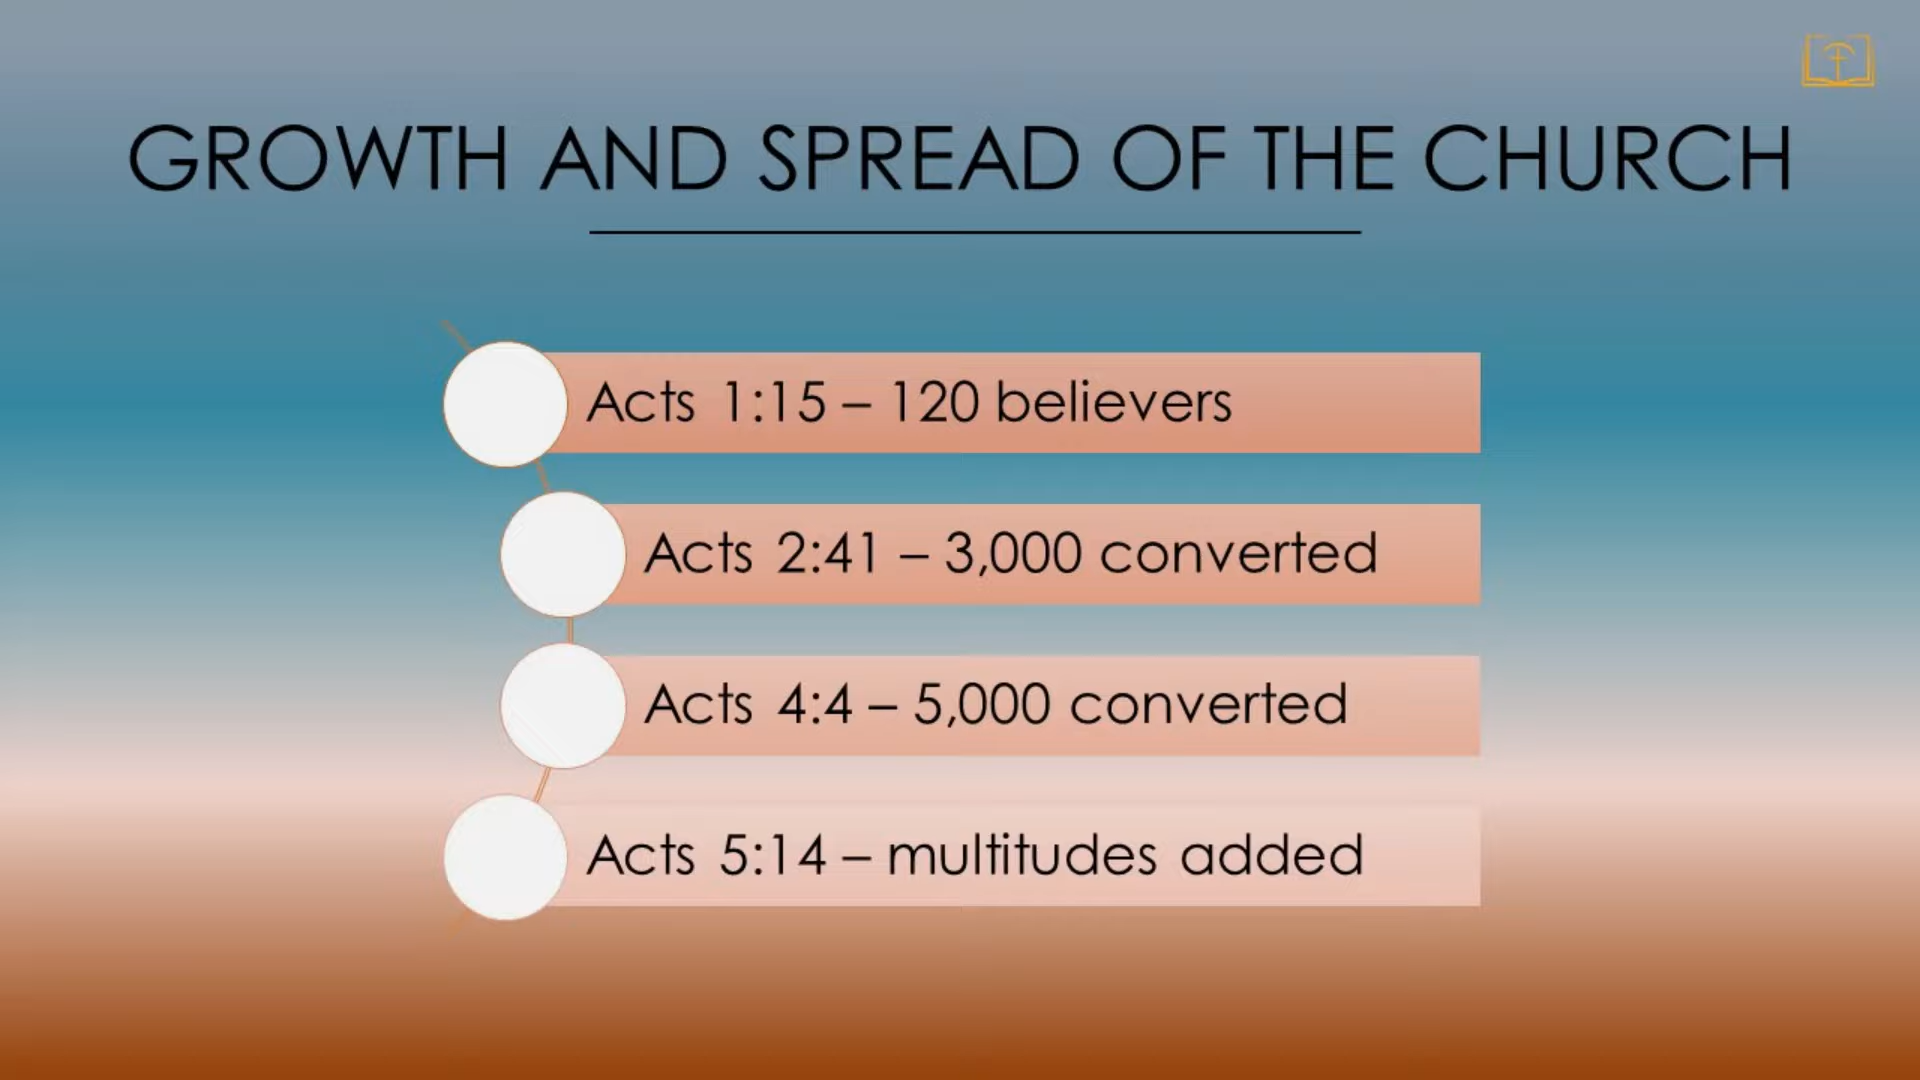 GROWTH AND SPREAD OF THE CHURCH
Acts 1:15 – 120 believers
Acts 2:41 – 3,000 converted
Acts 4:4 – 5,000 converted
Acts 5:14 – multitudes added